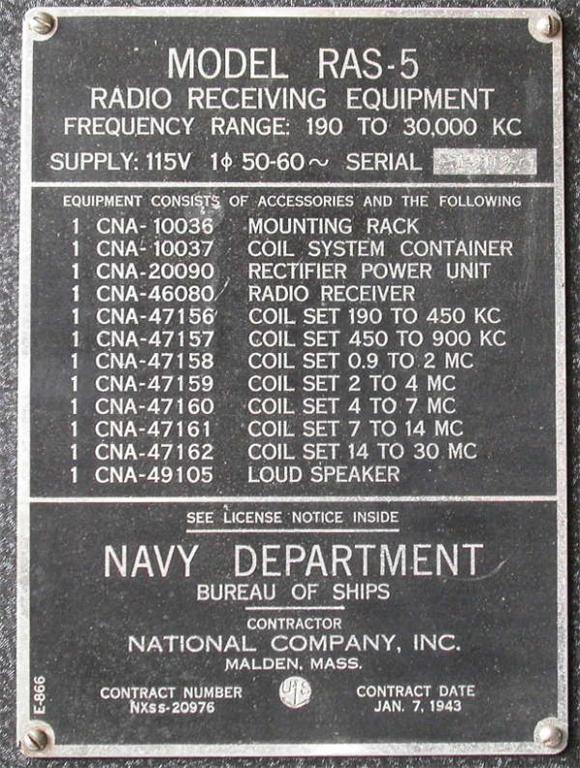 MODEL RAS-5
RADIO RECEIVING EQUIPMENT
FREQUENCY RANGE: 190 TO 30,000 KC
SUPPLY: 115V 1ϕ 50-60~ SERIAL
EQUIPMENT CONSISTS OF ACCESSORIES AND THE FOLLOWING
1 CNA-10036 MOUNTING RACK
1 CNA-10037 COIL SYSTEM CONTAINER
1 CNA-20090 RECTIFIER POWER UNIT
1 CNA-46080 RADIO RECEIVER
1 CNA-47156 COIL SET 190 TO 450 KC
1 CNA-47157 COIL SET 450 TO 900 KC
1 CNA-47158 COIL SET 0.9 TO 2 MC
1 CNA-47159 COIL SET 2 TO 4 MC
1 CNA-47160 COIL SET 4 TO 7 MC
1 CNA-47161 COIL SET 7 TO 14 MC
1 CNA-47162 COIL SET 14 TO 30 MC
1 CNA-49105 LOUD SPEAKER
SEE LICENSE NOTICE INSIDE
NAVY DEPARTMENT
BUREAU OF SHIPS
CONTRACTOR
NATIONAL COMPANY, INC.
MALDEN, MASS.
CONTRACT NUMBER
NXss-20976
CONTRACT DATE
JAN. 7, 1943
E-866